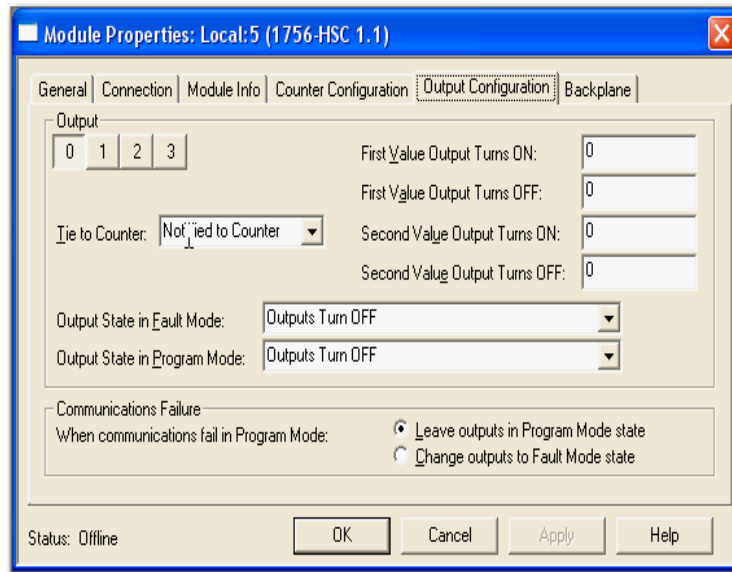 Module Properties: Local:5 (1756-HSC 1.1)
General Connection Module Info Counter Configuration Output Configuration Backplane
Output
0 1 2 3
First Value Output Turns ON: 0
First Value Output Turns OFF: 0
Tie to Counter: Not Tied to Counter
Second Value Output Turns ON: 0
Second Value Output Turns OFF: 0
Output State in Fault Mode: Outputs Turn OFF
Output State in Program Mode: Outputs Turn OFF
Communications Failure
When communications fail in Program Mode:
Leave outputs in Program Mode state
Change outputs to Fault Mode state
Status: Offline
OK Cancel Apply Help